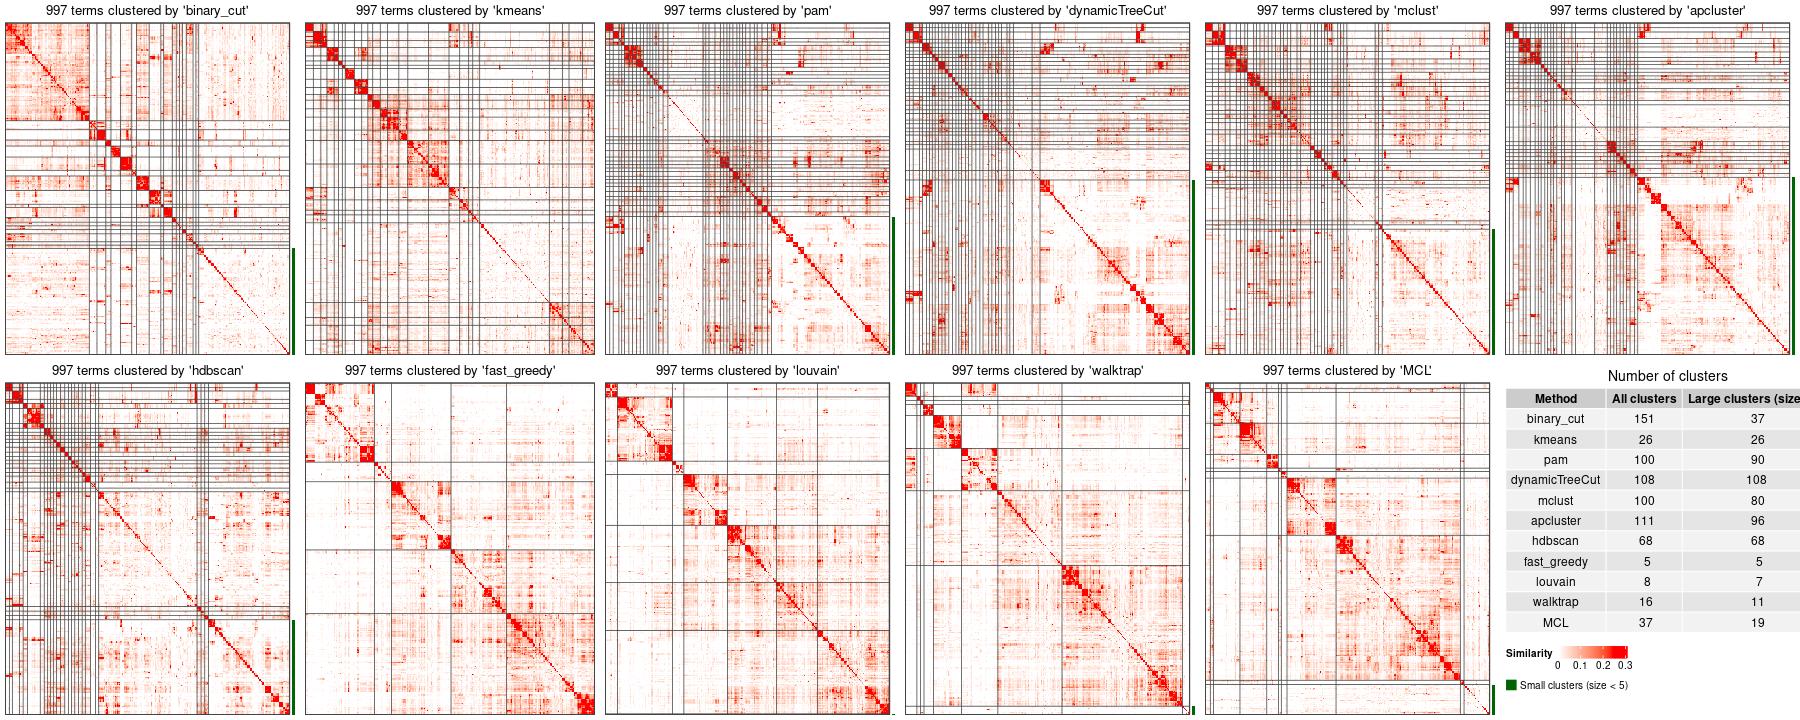 997 terms clustered by 'binary_cut'
997 terms clustered by 'kmeans'
997 terms clustered by 'pam'
997 terms clustered by 'dynamicTreeCut'
997 terms clustered by 'mclust'
997 terms clustered by 'apcluster'
997 terms clustered by 'hdbscan'
997 terms clustered by 'fast_greedy'
997 terms clustered by 'louvain'
997 terms clustered by 'walktrap'
997 terms clustered by 'MCL'
Number of clusters
Method All clusters Large clusters (size
binary_cut 151 37
kmeans 26 26
pam 100 90
dynamicTreeCut 108 108
mclust 100 80
apcluster 111 96
hdbscan 68 68
fast_greedy 5 5
louvain 8 7
walktrap 16 11
MCL 37 19
Similarity
0 0.1 0.2 0.3
Small clusters (size < 5)